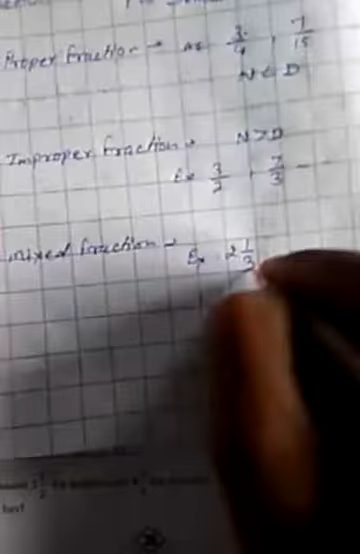 Proper fraction → as 3/4 , 7/15
N < D
Improper fraction → N > D
Ex 3/2 , 7/3
mixed fraction → Ex 2 1/3